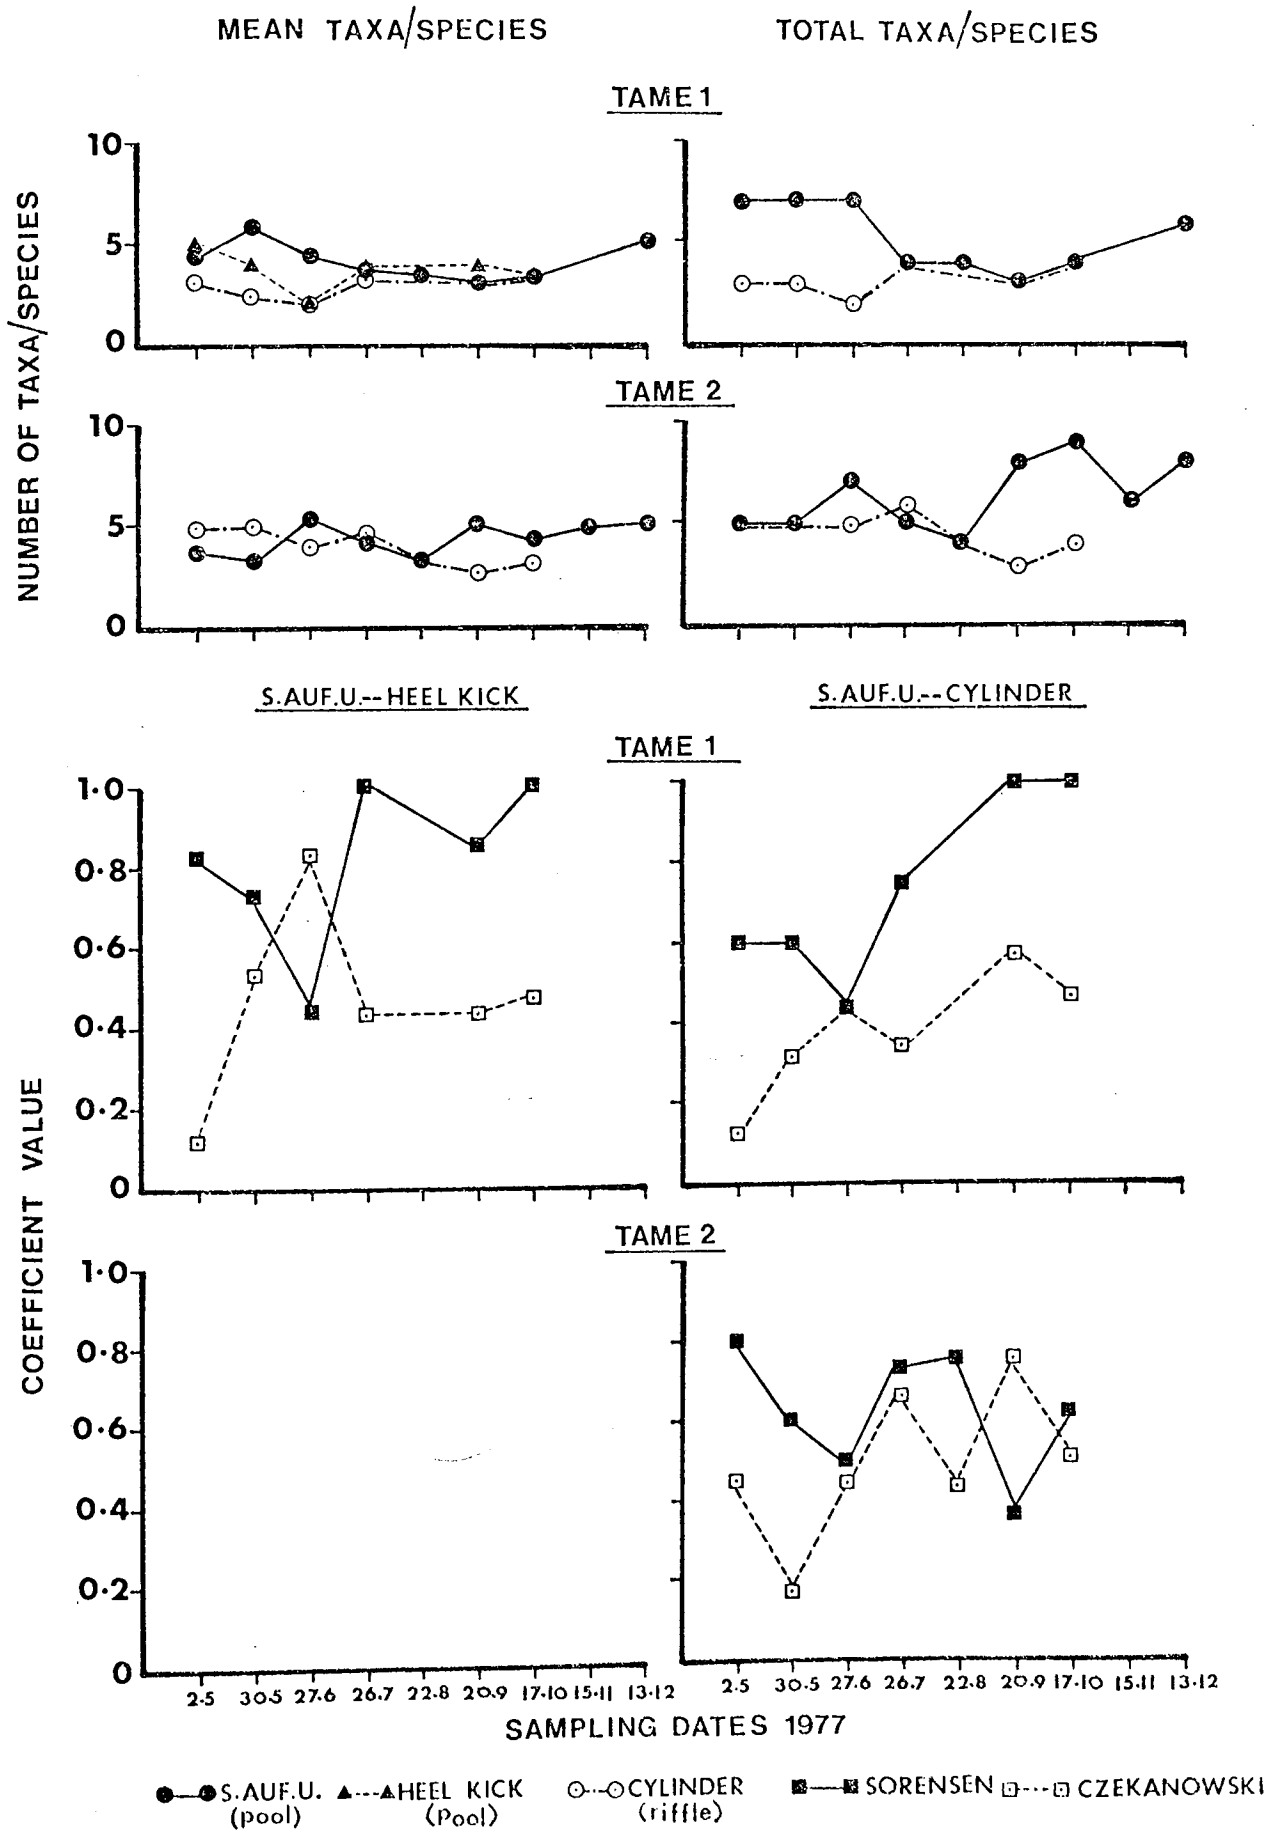 MEAN TAXA/SPECIES
TOTAL TAXA/SPECIES
TAME 1
10
5
0
TAME 2
10
5
0
NUMBER OF TAXA/SPECIES
S.AUF.U.--HEEL KICK
S.AUF.U.--CYLINDER
TAME 1
1.0
0.8
0.6
0.4
0.2
0
TAME 2
1.0
0.8
0.6
0.4
0.2
0
COEFFICIENT VALUE
2.5 30.5 27.6 26.7 22.8 20.9 17.10 15.11 13.12
2.5 30.5 27.6 26.7 22.8 20.9 17.10 15.11 13.12
SAMPLING DATES 1977
S.AUF.U. HEEL KICK CYLINDER SORENSEN CZEKANOWSKI
(pool) (Pool) (riffle)